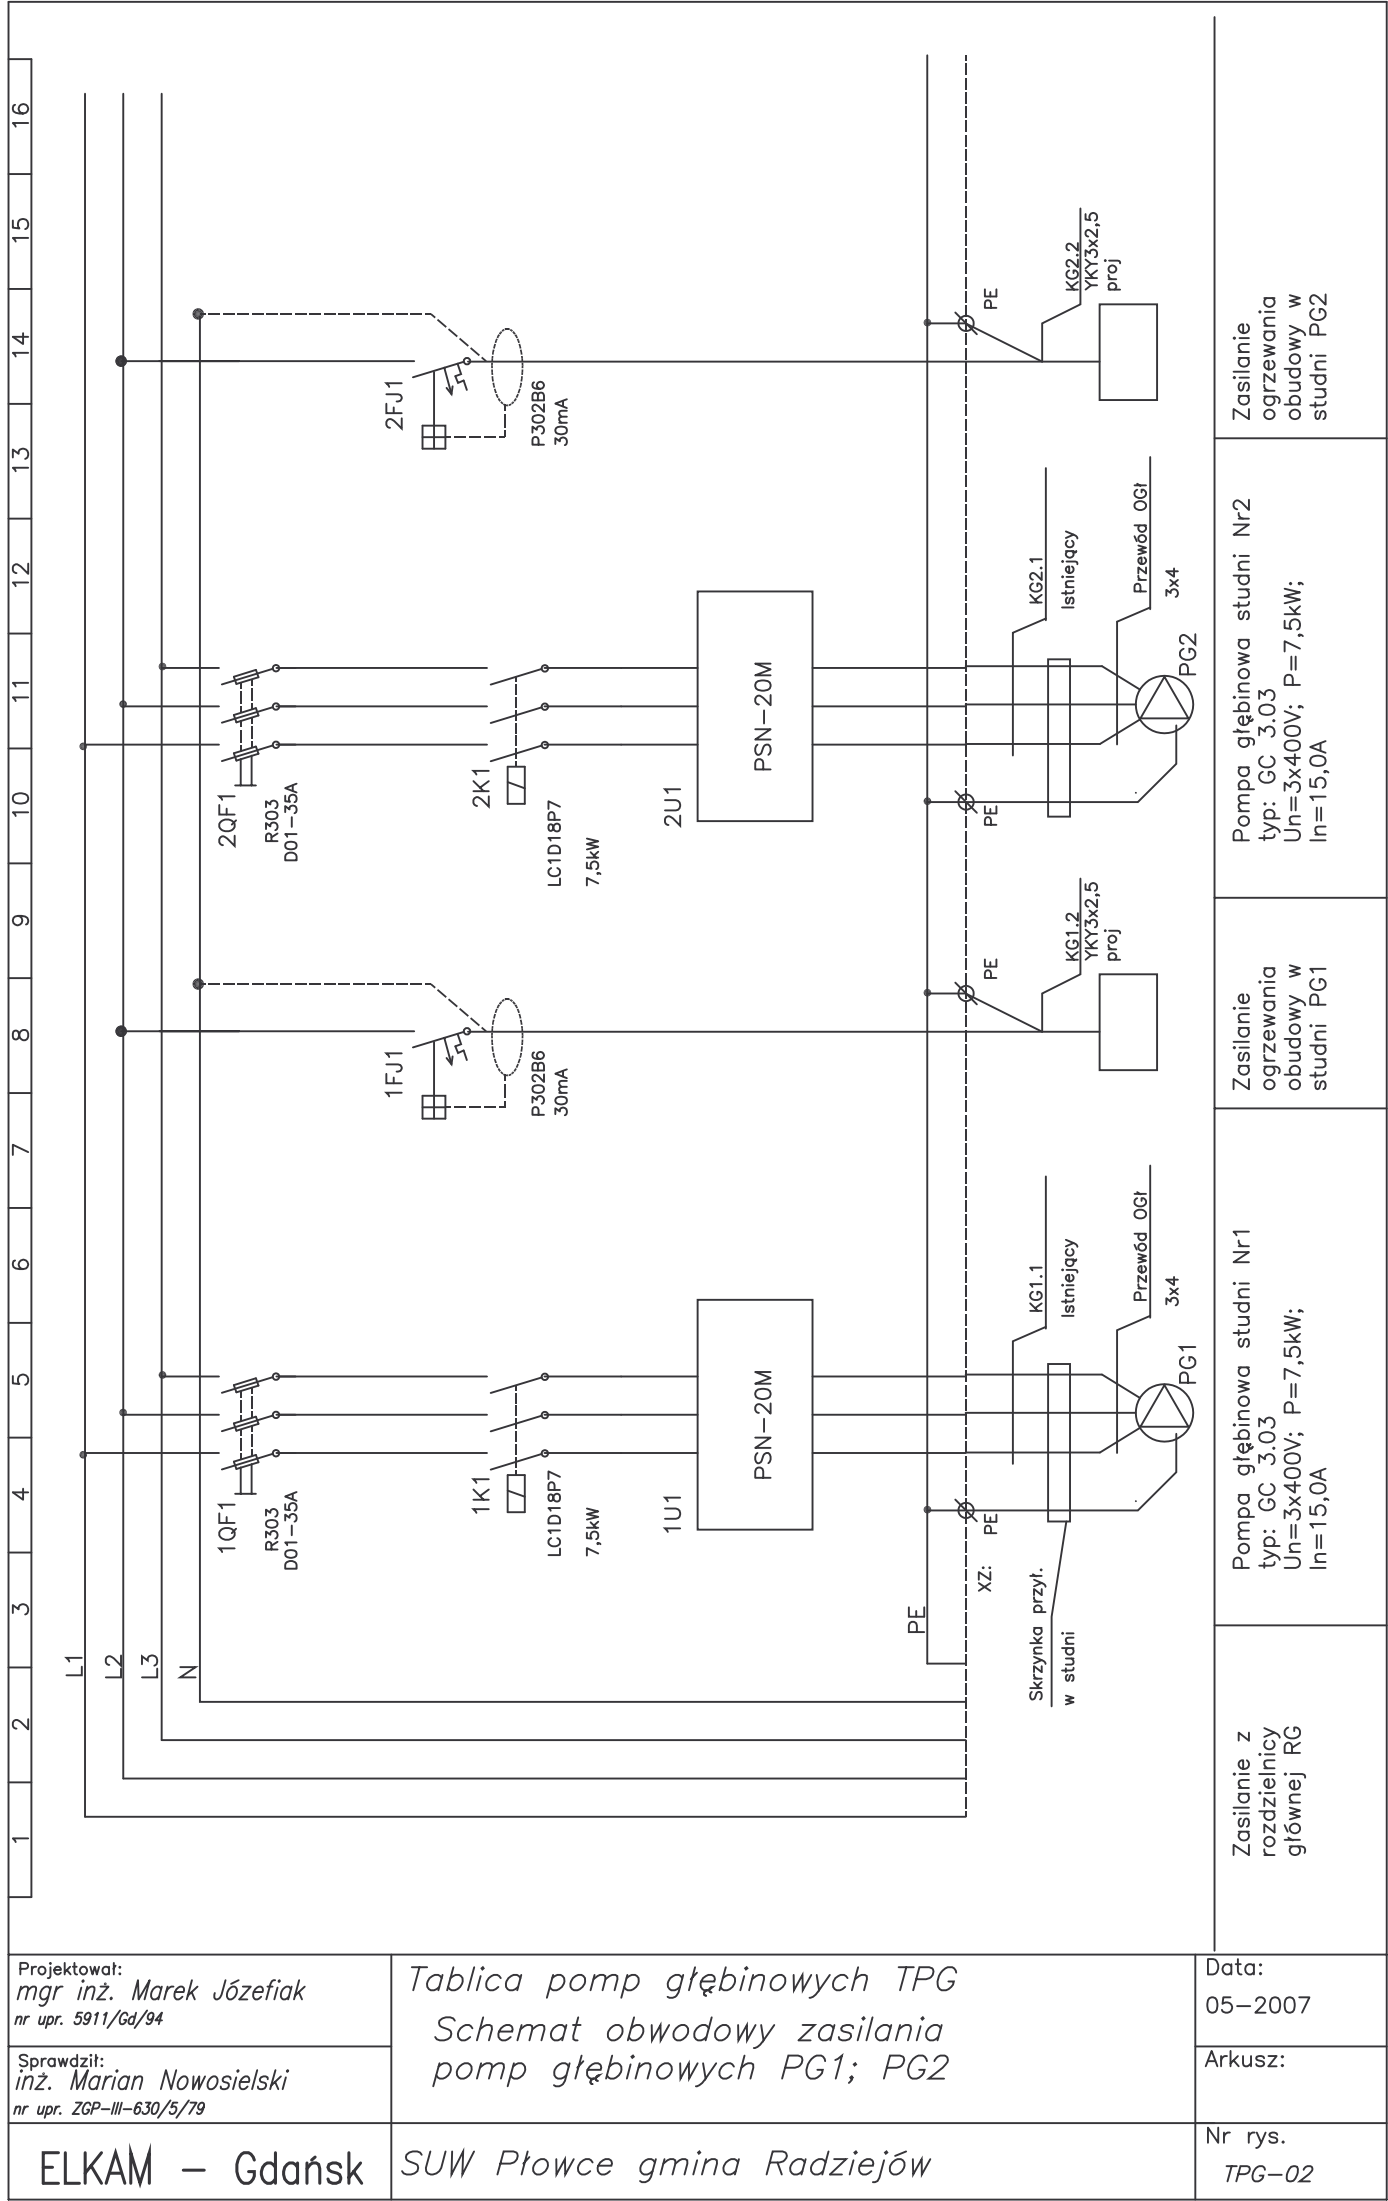 1
2
3
4
5
6
7
8
9
10
11
12
13
14
15
16
L1
L2
L3
N
1QF1
R303
D01-35A
1K1
LC1D18P7
7,5kW
1U1
PSN-20M
PE
XZ:
PE
Skrzynka przył.
w studni
KG1.1
Istniejący
Przewód OGł
3x4
PG1
1FJ1
P302B6
30mA
PE
KG1.2
YKY3x2,5
proj
2QF1
R303
D01-35A
2K1
LC1D18P7
7,5kW
2U1
PSN-20M
PE
KG2.1
Istniejący
Przewód OGł
3x4
PG2
2FJ1
P302B6
30mA
PE
KG2.2
YKY3x2,5
proj
Zasilanie z
rozdzielnicy
głównej RG
Pompa głębinowa studni Nr1
typ: GC 3.03
Un=3x400V; P=7,5kW;
In=15,0A
Zasilanie
ogrzewania
obudowy w
studni PG1
Pompa głębinowa studni Nr2
typ: GC 3.03
Un=3x400V; P=7,5kW;
In=15,0A
Zasilanie
ogrzewania
obudowy w
studni PG2
Projektował:
mgr inż. Marek Józefiak
nr upr. 5911/Gd/94
Sprawdził:
inż. Marian Nowosielski
nr upr. ZGP-III-630/5/79
ELKAM - Gdańsk
Tablica pomp głębinowych TPG
Schemat obwodowy zasilania
pomp głębinowych PG1; PG2
SUW Płowce gmina Radziejów
Data:
05-2007
Arkusz:
Nr rys.
TPG-02